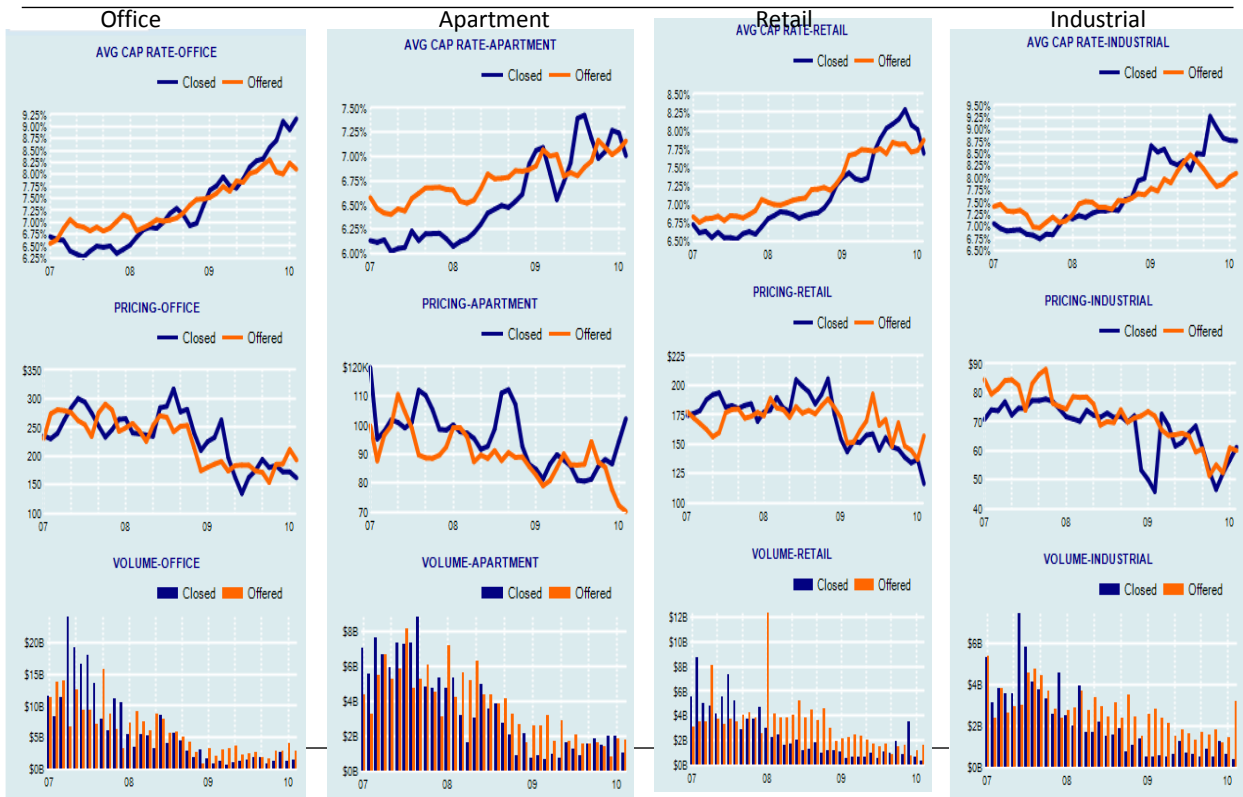 Office Apartment Retail Industrial
AVG CAP RATE-OFFICE
Closed Offered
9.25%
9.00%
8.75%
8.50%
8.25%
8.00%
7.75%
7.50%
7.25%
7.00%
6.75%
6.50%
6.25%
07 08 09 10
AVG CAP RATE-APARTMENT
Closed Offered
7.50%
7.25%
7.00%
6.75%
6.50%
6.25%
6.00%
07 08 09 10
AVG CAP RATE-RETAIL
Closed Offered
8.50%
8.25%
8.00%
7.75%
7.50%
7.25%
7.00%
6.75%
6.50%
07 08 09 10
AVG CAP RATE-INDUSTRIAL
Closed Offered
9.50%
9.25%
9.00%
8.75%
8.50%
8.25%
8.00%
7.75%
7.50%
7.25%
7.00%
6.75%
6.50%
07 08 09 10
PRICING-OFFICE
Closed Offered
$350
300
250
200
150
100
07 08 09 10
PRICING-APARTMENT
Closed Offered
$120K
110
100
90
80
70
07 08 09 10
PRICING-RETAIL
Closed Offered
$225
200
175
150
125
100
07 08 09 10
PRICING-INDUSTRIAL
Closed Offered
$90
80
70
60
50
40
07 08 09 10
VOLUME-OFFICE
Closed Offered
$20B
$15B
$10B
$5B
$0B
07 08 09 10
VOLUME-APARTMENT
Closed Offered
$8B
$6B
$4B
$2B
$0B
07 08 09 10
VOLUME-RETAIL
Closed Offered
$12B
$10B
$8B
$6B
$4B
$2B
$0B
07 08 09 10
VOLUME-INDUSTRIAL
Closed Offered
$6B
$4B
$2B
$0B
07 08 09 10